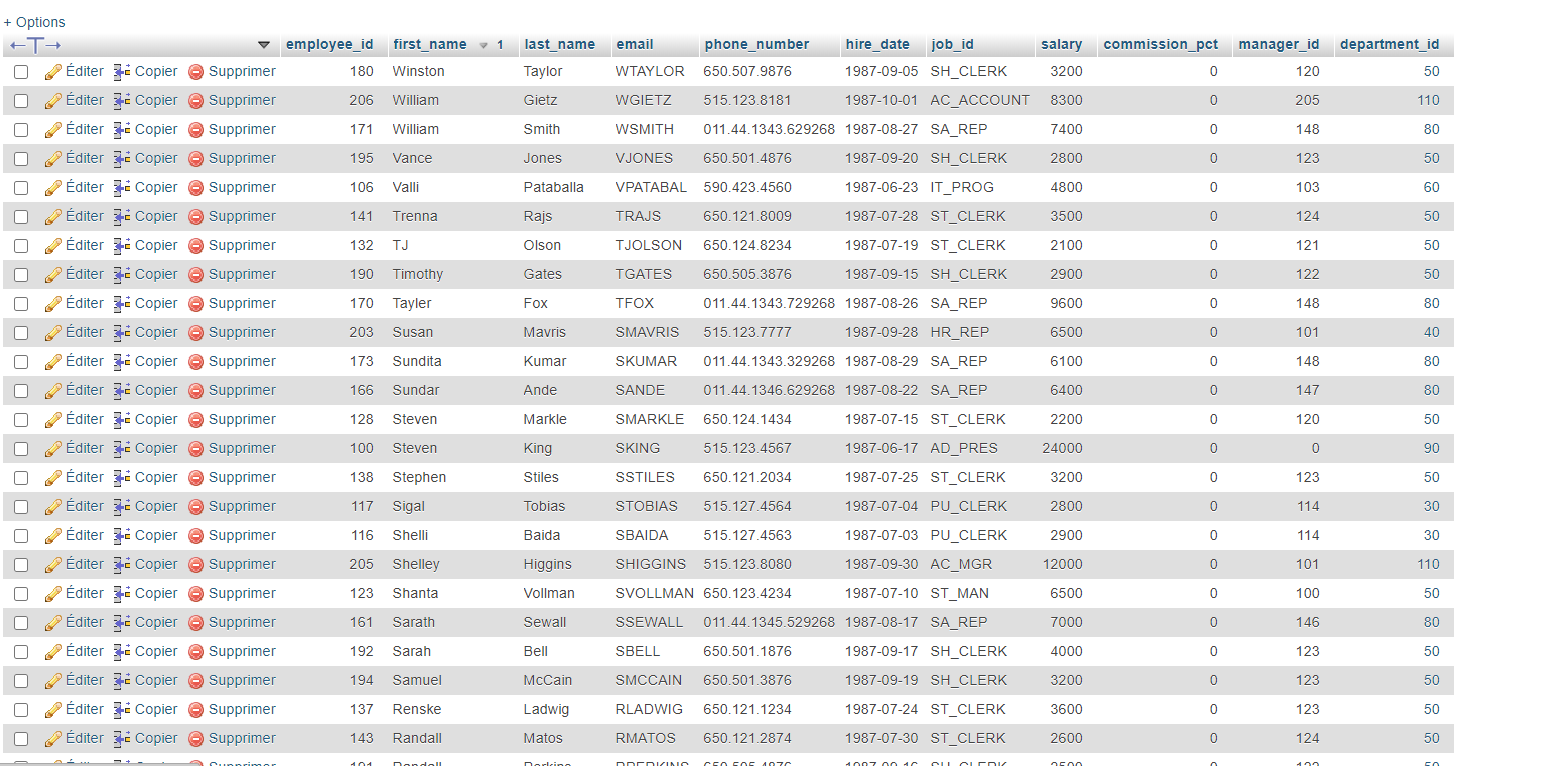 + Options
←T→ ▼ employee_id first_name ▼ 1 last_name email phone_number hire_date job_id salary commission_pct manager_id department_id
Éditer Copier Supprimer 180 Winston Taylor WTAYLOR 650.507.9876 1987-09-05 SH_CLERK 3200 0 120 50
Éditer Copier Supprimer 206 William Gietz WGIETZ 515.123.8181 1987-10-01 AC_ACCOUNT 8300 0 205 110
Éditer Copier Supprimer 171 William Smith WSMITH 011.44.1343.629268 1987-08-27 SA_REP 7400 0 148 80
Éditer Copier Supprimer 195 Vance Jones VJONES 650.501.4876 1987-09-20 SH_CLERK 2800 0 123 50
Éditer Copier Supprimer 106 Valli Pataballa VPATABAL 590.423.4560 1987-06-23 IT_PROG 4800 0 103 60
Éditer Copier Supprimer 141 Trenna Rajs TRAJS 650.121.8009 1987-07-28 ST_CLERK 3500 0 124 50
Éditer Copier Supprimer 132 TJ Olson TJOLSON 650.124.8234 1987-07-19 ST_CLERK 2100 0 121 50
Éditer Copier Supprimer 190 Timothy Gates TGATES 650.505.3876 1987-09-15 SH_CLERK 2900 0 122 50
Éditer Copier Supprimer 170 Tayler Fox TFOX 011.44.1343.729268 1987-08-26 SA_REP 9600 0 148 80
Éditer Copier Supprimer 203 Susan Mavris SMAVRIS 515.123.7777 1987-09-28 HR_REP 6500 0 101 40
Éditer Copier Supprimer 173 Sundita Kumar SKUMAR 011.44.1343.329268 1987-08-29 SA_REP 6100 0 148 80
Éditer Copier Supprimer 166 Sundar Ande SANDE 011.44.1346.629268 1987-08-22 SA_REP 6400 0 147 80
Éditer Copier Supprimer 128 Steven Markle SMARKLE 650.124.1434 1987-07-15 ST_CLERK 2200 0 120 50
Éditer Copier Supprimer 100 Steven King SKING 515.123.4567 1987-06-17 AD_PRES 24000 0 0 90
Éditer Copier Supprimer 138 Stephen Stiles SSTILES 650.121.2034 1987-07-25 ST_CLERK 3200 0 123 50
Éditer Copier Supprimer 117 Sigal Tobias STOBIAS 515.127.4564 1987-07-04 PU_CLERK 2800 0 114 30
Éditer Copier Supprimer 116 Shelli Baida SBAIDA 515.127.4563 1987-07-03 PU_CLERK 2900 0 114 30
Éditer Copier Supprimer 205 Shelley Higgins SHIGGINS 515.123.8080 1987-09-30 AC_MGR 12000 0 101 110
Éditer Copier Supprimer 123 Shanta Vollman SVOLLMAN 650.123.4234 1987-07-10 ST_MAN 6500 0 100 50
Éditer Copier Supprimer 161 Sarath Sewall SSEWALL 011.44.1345.529268 1987-08-17 SA_REP 7000 0 146 80
Éditer Copier Supprimer 192 Sarah Bell SBELL 650.501.1876 1987-09-17 SH_CLERK 4000 0 123 50
Éditer Copier Supprimer 194 Samuel McCain SMCCAIN 650.501.3876 1987-09-19 SH_CLERK 3200 0 123 50
Éditer Copier Supprimer 137 Renske Ladwig RLADWIG 650.121.1234 1987-07-24 ST_CLERK 3600 0 123 50
Éditer Copier Supprimer 143 Randall Matos RMATOS 650.121.2874 1987-07-30 ST_CLERK 2600 0 124 50